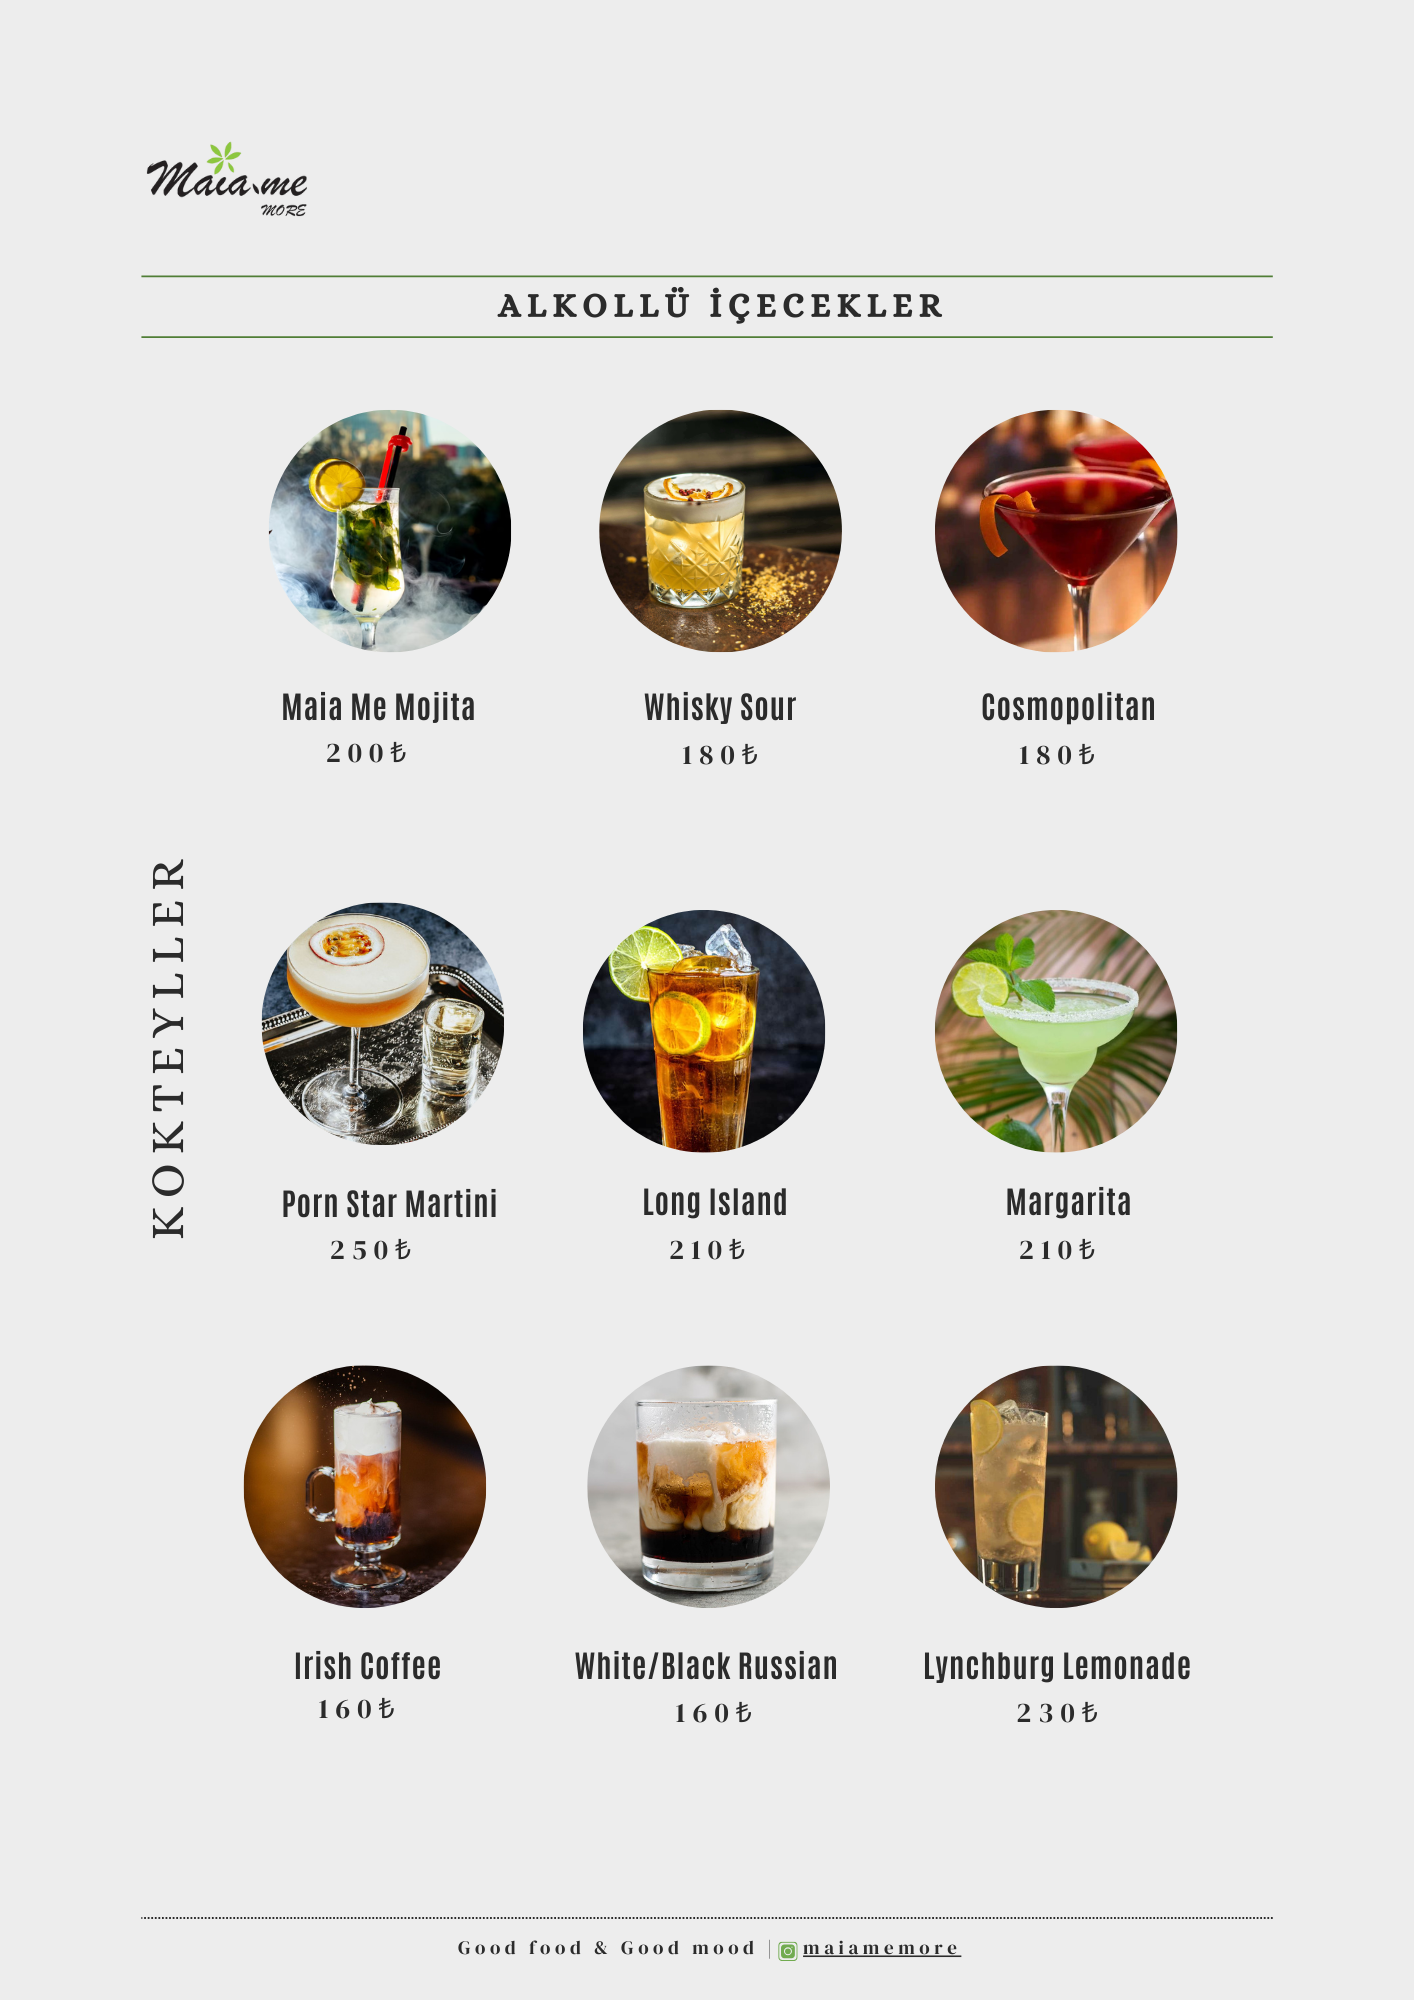 Maia me
MORE
ALKOLLÜ İÇECEKLER
KOKTEYLLER
Maia Me Mojita
200₺
Whisky Sour
180₺
Cosmopolitan
180₺
Porn Star Martini
250₺
Long Island
210₺
Margarita
210₺
Irish Coffee
160₺
White/Black Russian
160₺
Lynchburg Lemonade
230₺
Good food & Good mood | maiamemore